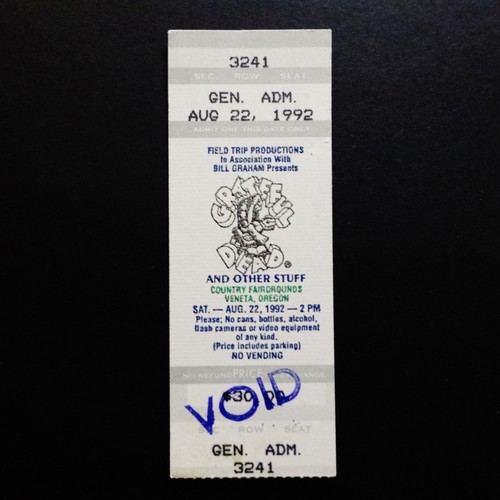 3241
SEC. ROW SEAT
GEN. ADM.
AUG 22, 1992
ADMIT ONE THIS DATE ONLY
FIELD TRIP PRODUCTIONS
In Association With
BILL GRAHAM Presents
GRATEFUL
DEAD ®
AND OTHER STUFF
COUNTRY FAIRGROUNDS
VENETA, OREGON
SAT. — AUG. 22, 1992 — 2 PM
Please; No cans, bottles, alcohol,
flash cameras or video equipment
of any kind.
(Price includes parking)
NO VENDING
NO REFUND PRICE
$30.00
VOID
SEC. ROW SEAT
GEN. ADM.
3241